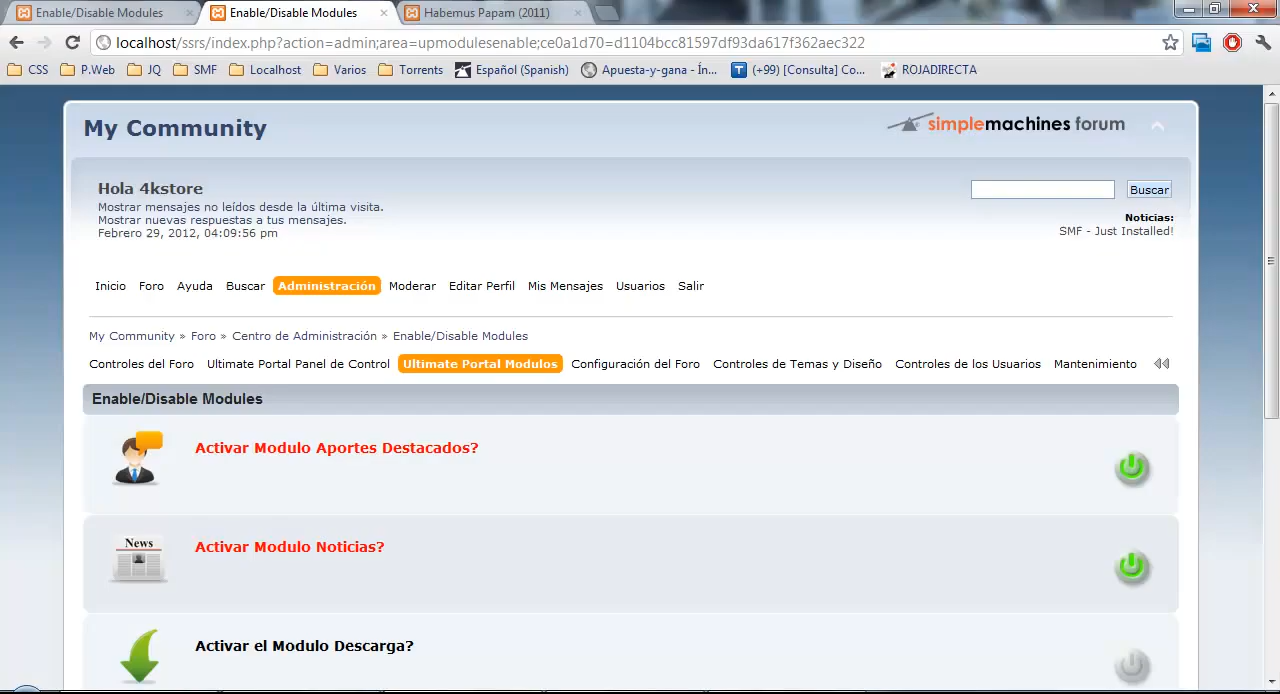 Enable/Disable Modules
Enable/Disable Modules
Habemus Papam (2011)
localhost/ssrs/index.php?action=admin;area=upmodulesenable;cc0a1d70=d1104bcc81597df93da617f362aec322
CSS P.Web JQ SMF Localhost Varios Torrents Español (Spanish) Apuesta-y-gana - Ín... (+99) [Consulta] Co... ROJADIRECTA
My Community
simplemachines forum
Hola 4kstore
Mostrar mensajes no leídos desde la última visita.
Mostrar nuevas respuestas a tus mensajes.
Febrero 29, 2012, 04:09:56 pm
Buscar
Noticias:
SMF - Just Installed!
Inicio Foro Ayuda Buscar Administración Moderar Editar Perfil Mis Mensajes Usuarios Salir
My Community » Foro » Centro de Administración » Enable/Disable Modules
Controles del Foro Ultimate Portal Panel de Control Ultimate Portal Modulos Configuración del Foro Controles de Temas y Diseño Controles de los Usuarios Mantenimiento
Enable/Disable Modules
Activar Modulo Aportes Destacados?
News
Activar Modulo Noticias?
Activar el Modulo Descarga?